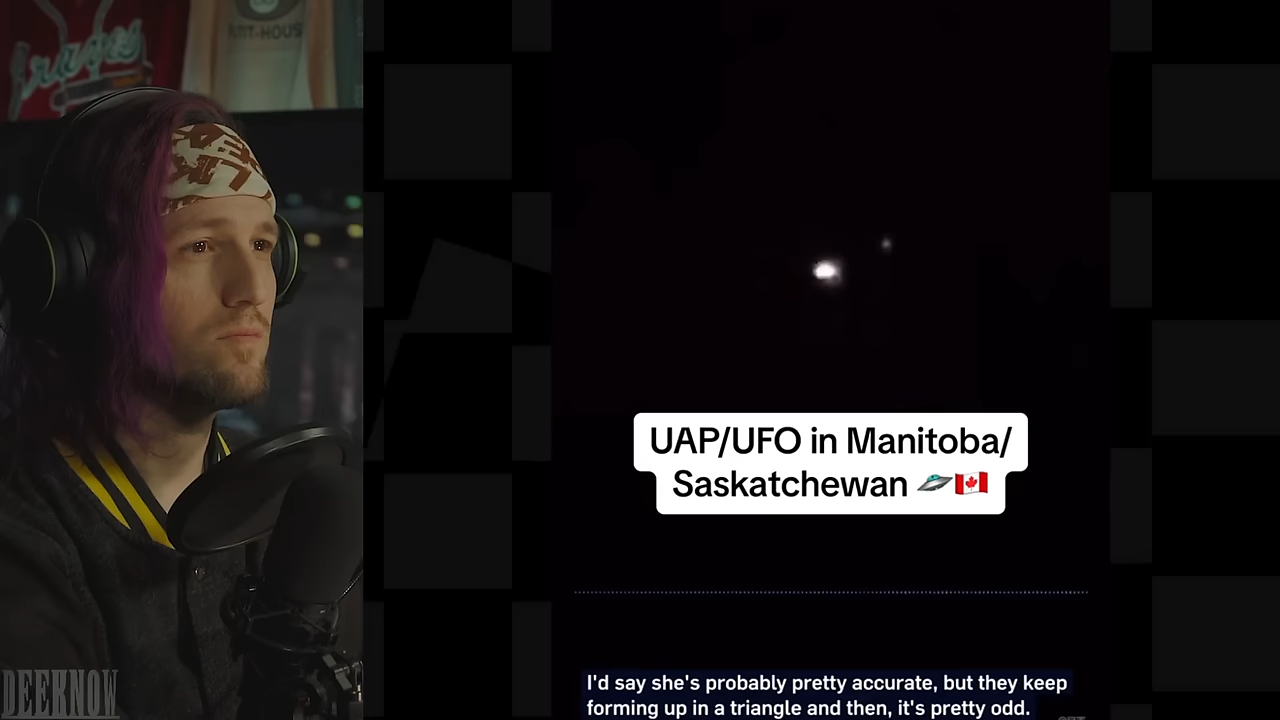 Braves
UAP/UFO in Manitoba/
Saskatchewan 🛸🇨🇦
I'd say she's probably pretty accurate, but they keep
forming up in a triangle and then, it's pretty odd.
DEEKNOW